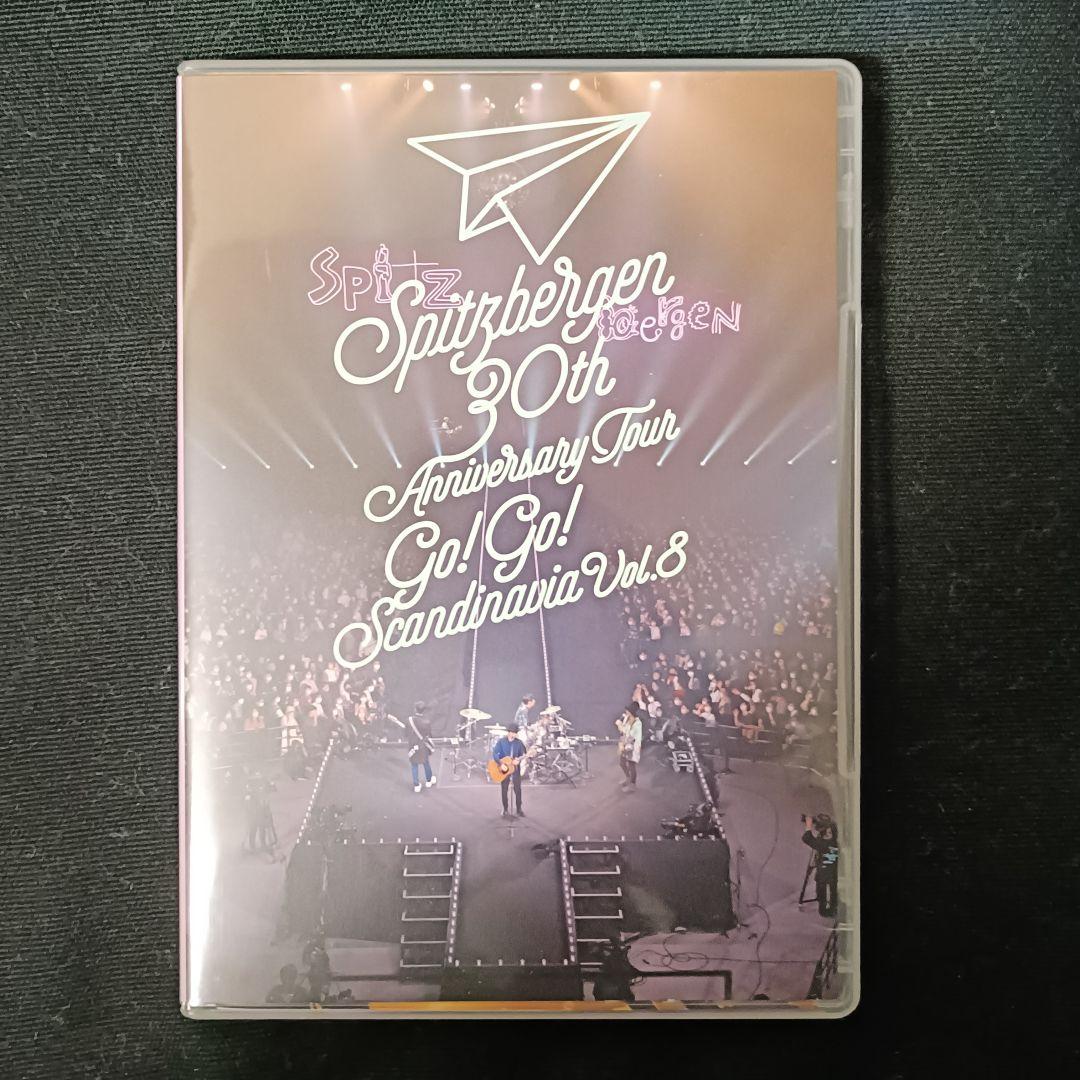 Spitz
Spitzbergen
Bergen
30th
Anniversary Tour
Go! Go!
Scandinavia Vol.8